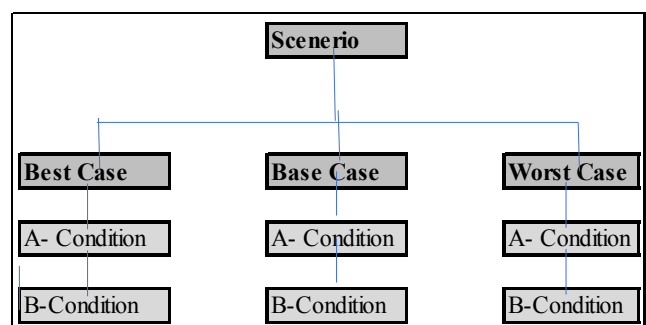 Scenerio
Best Case Base Case Worst Case
A- Condition A- Condition A- Condition
B-Condition B-Condition B-Condition